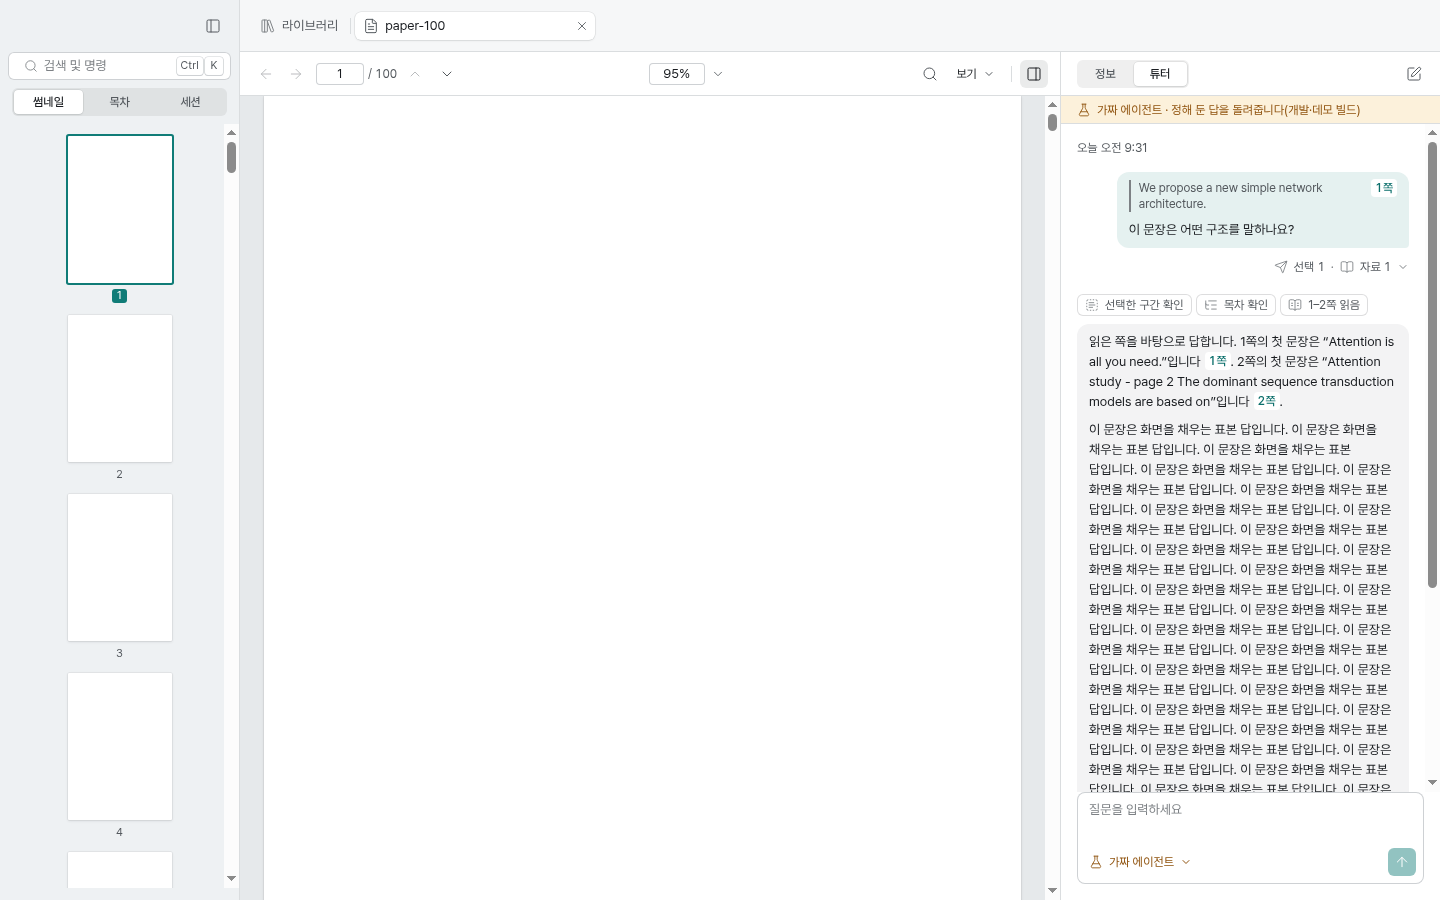 라이브러리
paper-100
검색 및 명령 Ctrl K
썸네일 목차 세션
1 / 100
95%
보기
정보 튜터
가짜 에이전트 · 정해 둔 답을 돌려줍니다(개발·데모 빌드)
오늘 오전 9:31
We propose a new simple network
architecture.
1쪽
이 문장은 어떤 구조를 말하나요?
선택 1 · 자료 1
선택한 구간 확인 목차 확인 1–2쪽 읽음
읽은 쪽을 바탕으로 답합니다. 1쪽의 첫 문장은 “Attention is
all you need.”입니다 1쪽 . 2쪽의 첫 문장은 “Attention
study - page 2 The dominant sequence transduction
models are based on”입니다 2쪽 .
이 문장은 화면을 채우는 표본 답입니다. 이 문장은 화면을
채우는 표본 답입니다. 이 문장은 화면을 채우는 표본
답입니다. 이 문장은 화면을 채우는 표본 답입니다. 이 문장은
화면을 채우는 표본 답입니다. 이 문장은 화면을 채우는 표본
답입니다. 이 문장은 화면을 채우는 표본 답입니다. 이 문장은
화면을 채우는 표본 답입니다. 이 문장은 화면을 채우는 표본
답입니다. 이 문장은 화면을 채우는 표본 답입니다. 이 문장은
화면을 채우는 표본 답입니다. 이 문장은 화면을 채우는 표본
답입니다. 이 문장은 화면을 채우는 표본 답입니다. 이 문장은
화면을 채우는 표본 답입니다. 이 문장은 화면을 채우는 표본
답입니다. 이 문장은 화면을 채우는 표본 답입니다. 이 문장은
화면을 채우는 표본 답입니다. 이 문장은 화면을 채우는 표본
답입니다. 이 문장은 화면을 채우는 표본 답입니다. 이 문장은
화면을 채우는 표본 답입니다. 이 문장은 화면을 채우는 표본
답입니다. 이 문장은 화면을 채우는 표본 답입니다. 이 문장은
화면을 채우는 표본 답입니다. 이 문장은 화면을 채우는 표본
답입니다. 이 문장은 화면을 채우는 표본 답입니다. 이 문장은
화면을 채우는 표본 답입니다. 이 문장은 화면을 채우는 표본
답입니다. 이 문장은 화면을 채우는 표본 답입니다. 이 문장은
질문을 입력하세요
가짜 에이전트
1
2
3
4